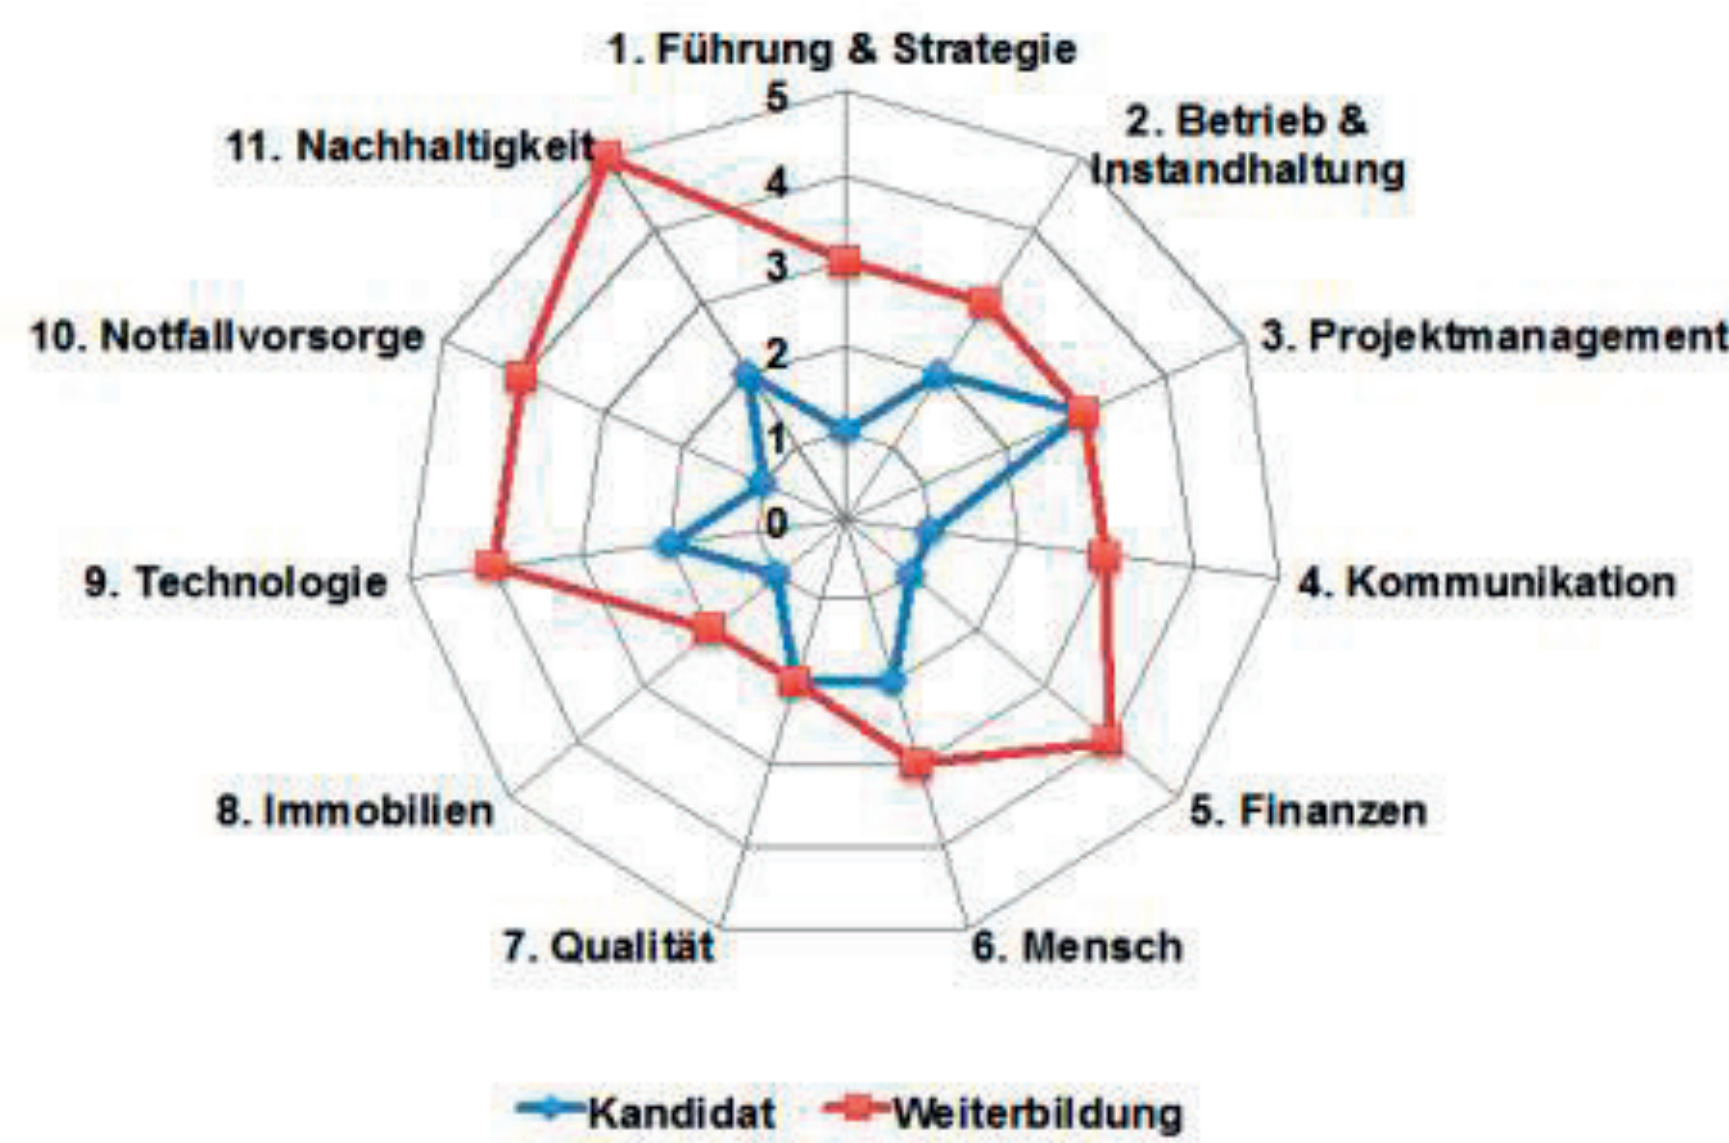 1. Führung & Strategie
2. Betrieb &
Instandhaltung
3. Projektmanagement
4. Kommunikation
5. Finanzen
6. Mensch
7. Qualität
8. Immobilien
9. Technologie
10. Notfallvorsorge
11. Nachhaltigkeit
5
4
3
2
1
0
Kandidat Weiterbildung